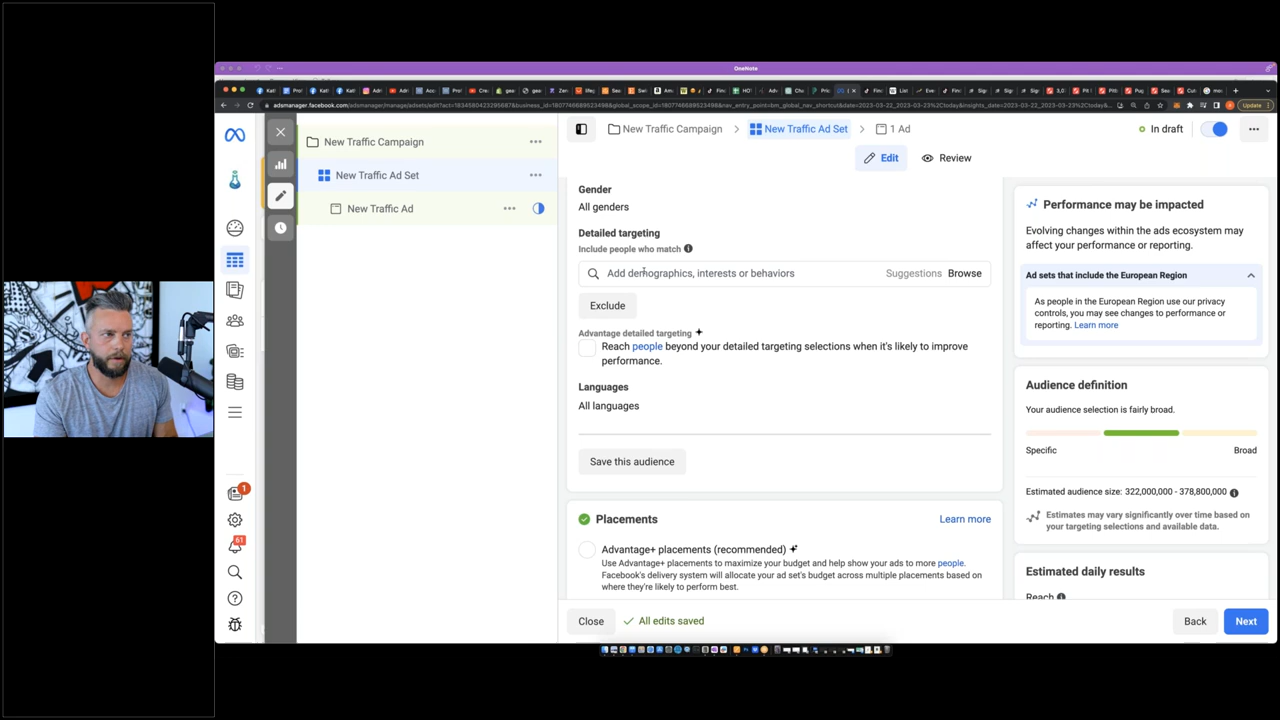 OneNote
adsmanager.facebook.com
Update
New Traffic Campaign
New Traffic Ad Set
New Traffic Ad
New Traffic Campaign
New Traffic Ad Set
1 Ad
In draft
Edit
Review
Gender
All genders
Detailed targeting
Include people who match
Add demographics, interests or behaviors
Suggestions
Browse
Exclude
Advantage detailed targeting
Reach people beyond your detailed targeting selections when it's likely to improve
performance.
Languages
All languages
Save this audience
Placements
Learn more
Advantage+ placements (recommended)
Use Advantage+ placements to maximize your budget and help show your ads to more people.
Facebook's delivery system will allocate your ad set's budget across multiple placements based on
where they're likely to perform best.
Performance may be impacted
Evolving changes within the ads ecosystem may
affect your performance or reporting.
Ad sets that include the European Region
As people in the European Region use our privacy
controls, you may see changes to performance or
reporting. Learn more
Audience definition
Your audience selection is fairly broad.
Specific
Broad
Estimated audience size: 322,000,000 - 378,800,000
Estimates may vary significantly over time based on
your targeting selections and available data.
Estimated daily results
Reach
1
61
Close
All edits saved
Back
Next